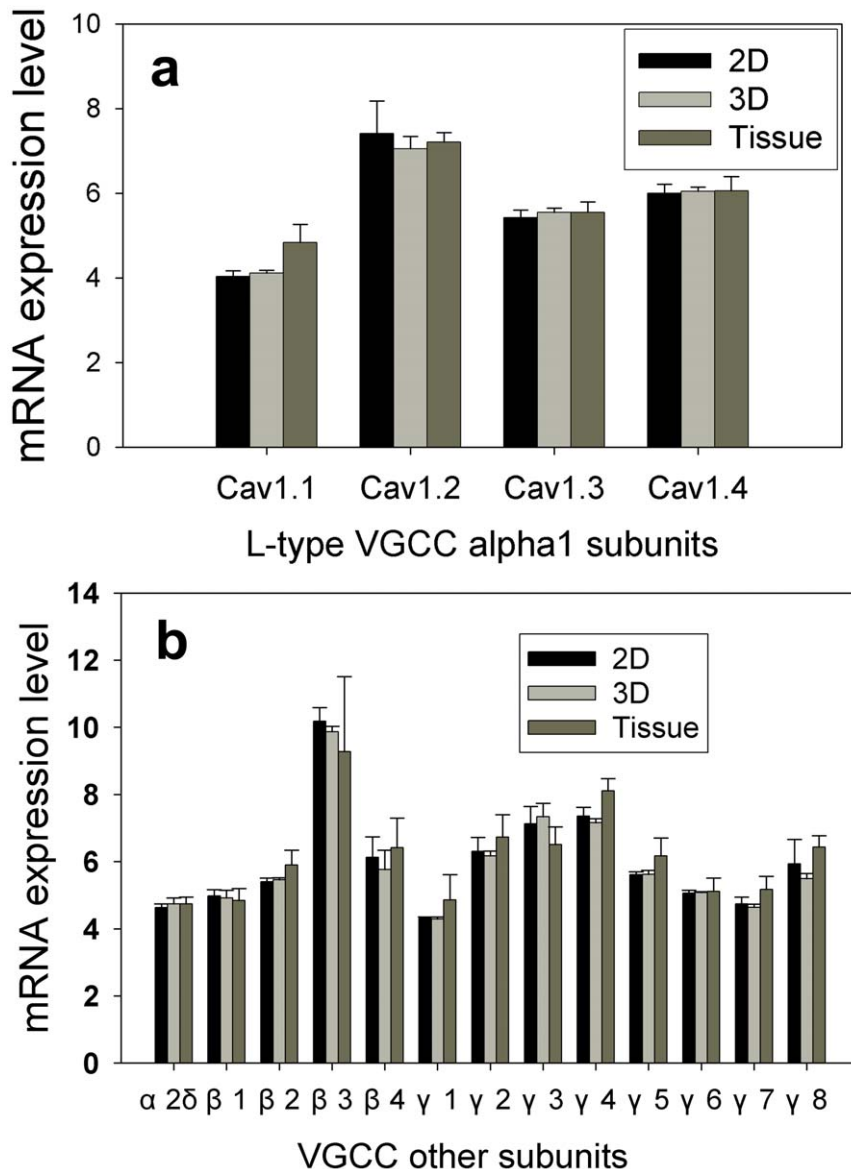 a
mRNA expression level
10
8
6
4
2
0
2D
3D
Tissue
Cav1.1 Cav1.2 Cav1.3 Cav1.4
L-type VGCC alpha1 subunits
b
mRNA expression level
14
12
10
8
6
4
2
0
2D
3D
Tissue
α 2δ β 1 β 2 β 3 β 4 γ 1 γ 2 γ 3 γ 4 γ 5 γ 6 γ 7 γ 8
VGCC other subunits